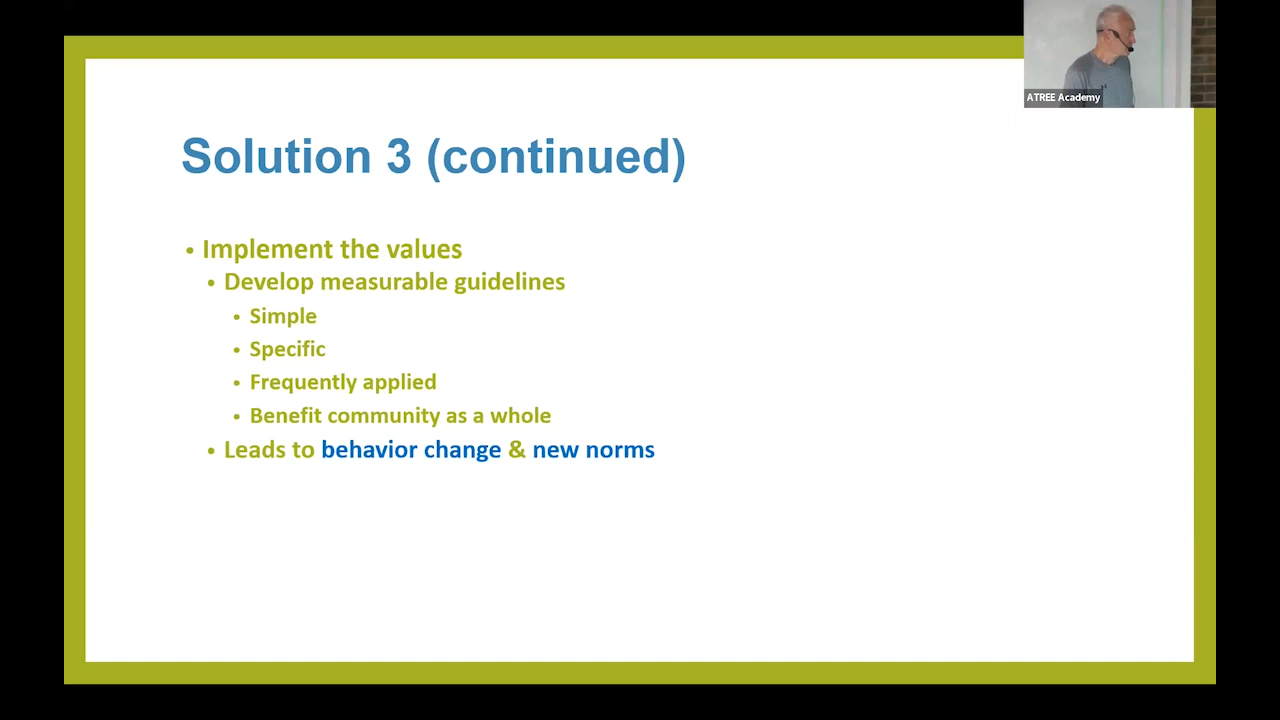 ATREE Academy
Solution 3 (continued)
• Implement the values
• Develop measurable guidelines
• Simple
• Specific
• Frequently applied
• Benefit community as a whole
• Leads to behavior change & new norms